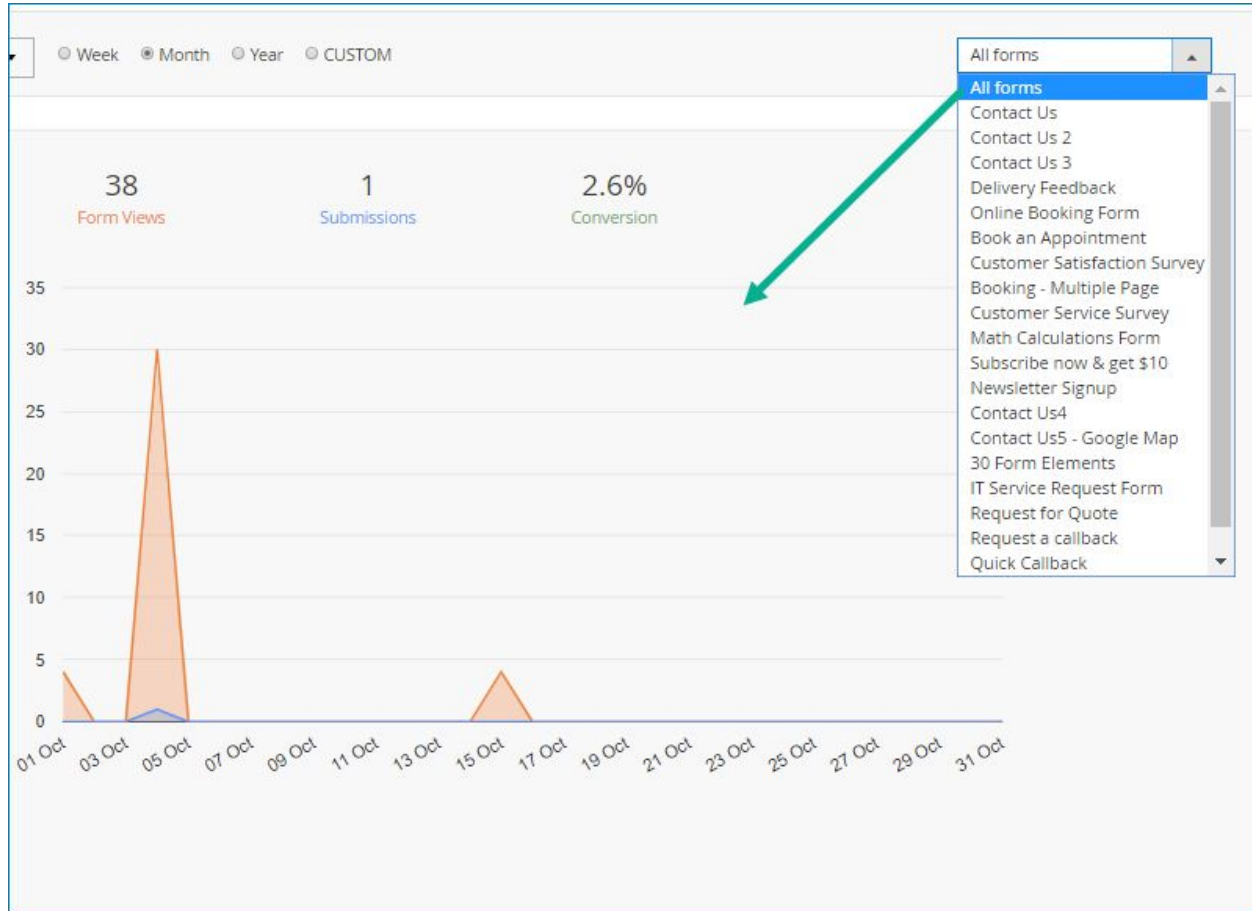 Week Month Year CUSTOM
All forms
All forms
Contact Us
Contact Us 2
Contact Us 3
Delivery Feedback
Online Booking Form
Book an Appointment
Customer Satisfaction Survey
Booking - Multiple Page
Customer Service Survey
Math Calculations Form
Subscribe now & get $10
Newsletter Signup
Contact Us4
Contact Us5 - Google Map
30 Form Elements
IT Service Request Form
Request for Quote
Request a callback
Quick Callback
38 1 2.6%
Form Views Submissions Conversion
35
30
25
20
15
10
5
0
01 Oct 03 Oct 05 Oct 07 Oct 09 Oct 11 Oct 13 Oct 15 Oct 17 Oct 19 Oct 21 Oct 23 Oct 25 Oct 27 Oct 29 Oct 31 Oct